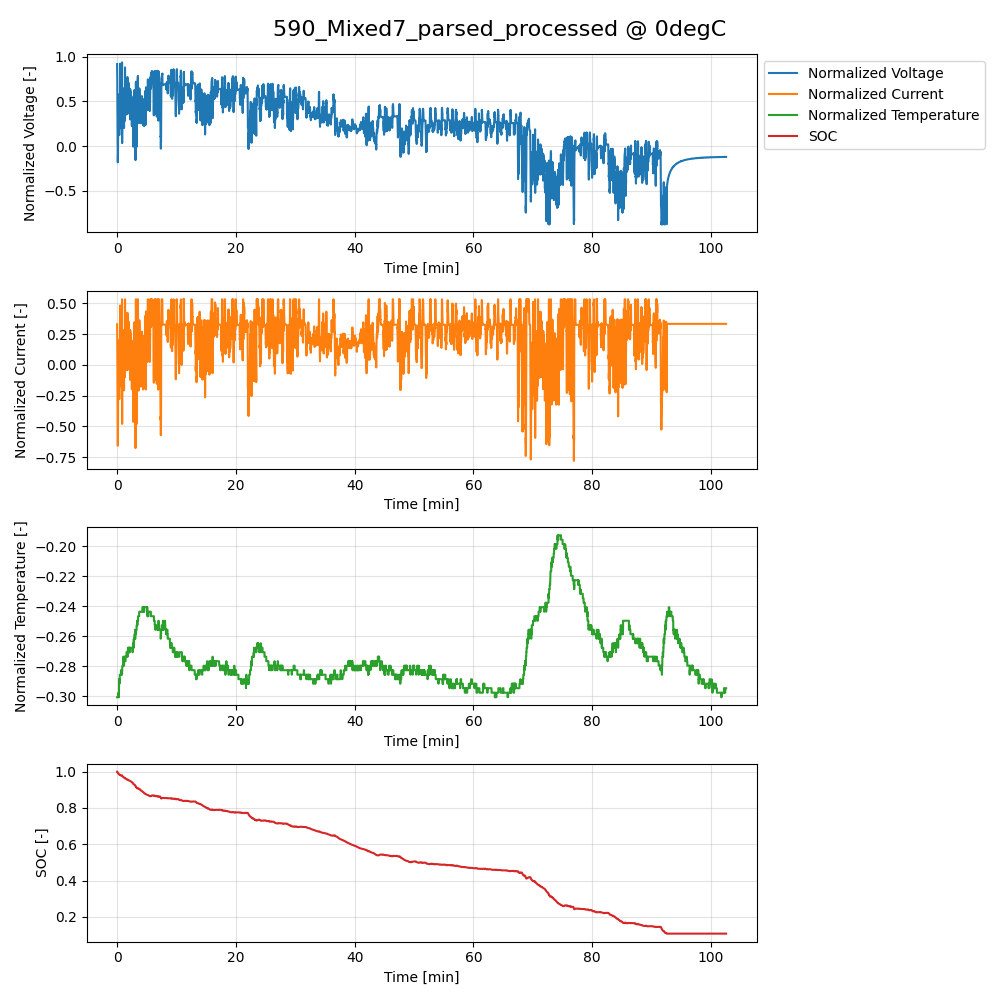 590_Mixed7_parsed_processed @ 0degC
Normalized Voltage [-]
1.0
0.5
0.0
−0.5
0 20 40 60 80 100
Time [min]
Normalized Voltage
Normalized Current
Normalized Temperature
SOC
Normalized Current [-]
0.50
0.25
0.00
−0.25
−0.50
−0.75
0 20 40 60 80 100
Time [min]
Normalized Temperature [-]
−0.20
−0.22
−0.24
−0.26
−0.28
−0.30
0 20 40 60 80 100
Time [min]
SOC [-]
1.0
0.8
0.6
0.4
0.2
0 20 40 60 80 100
Time [min]